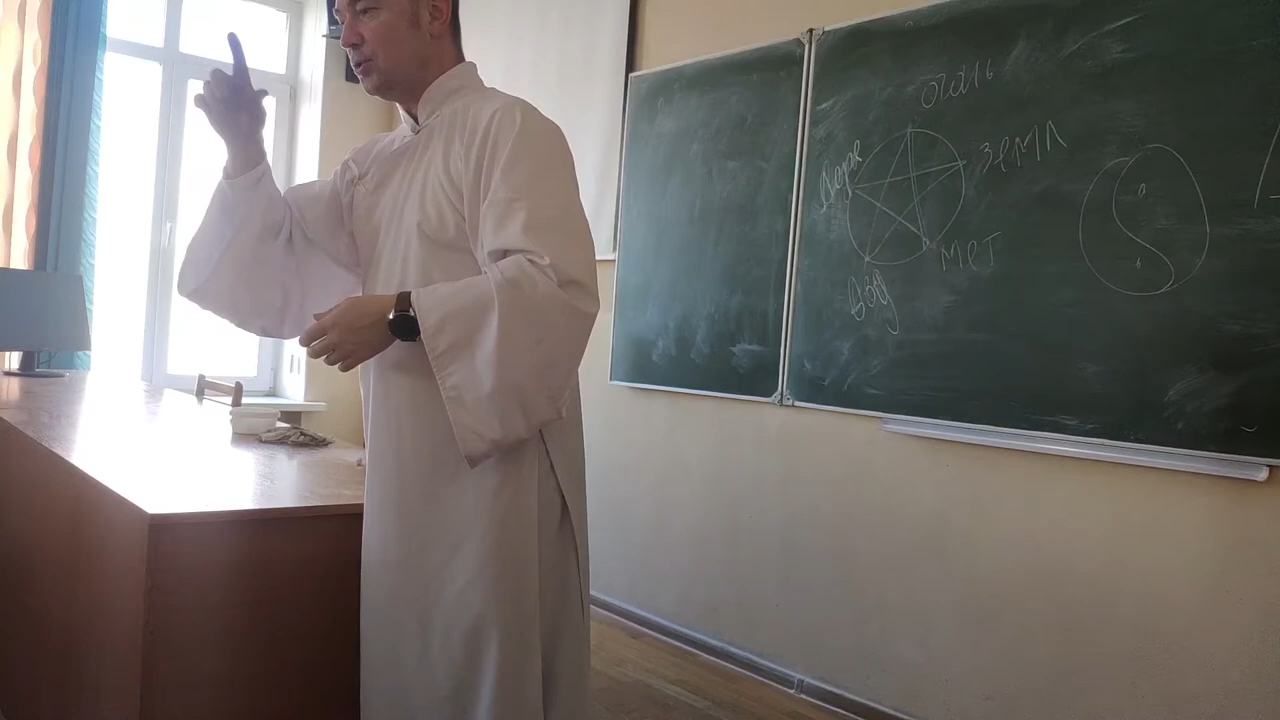 огонь
Дере
Земл
Мет
Вод